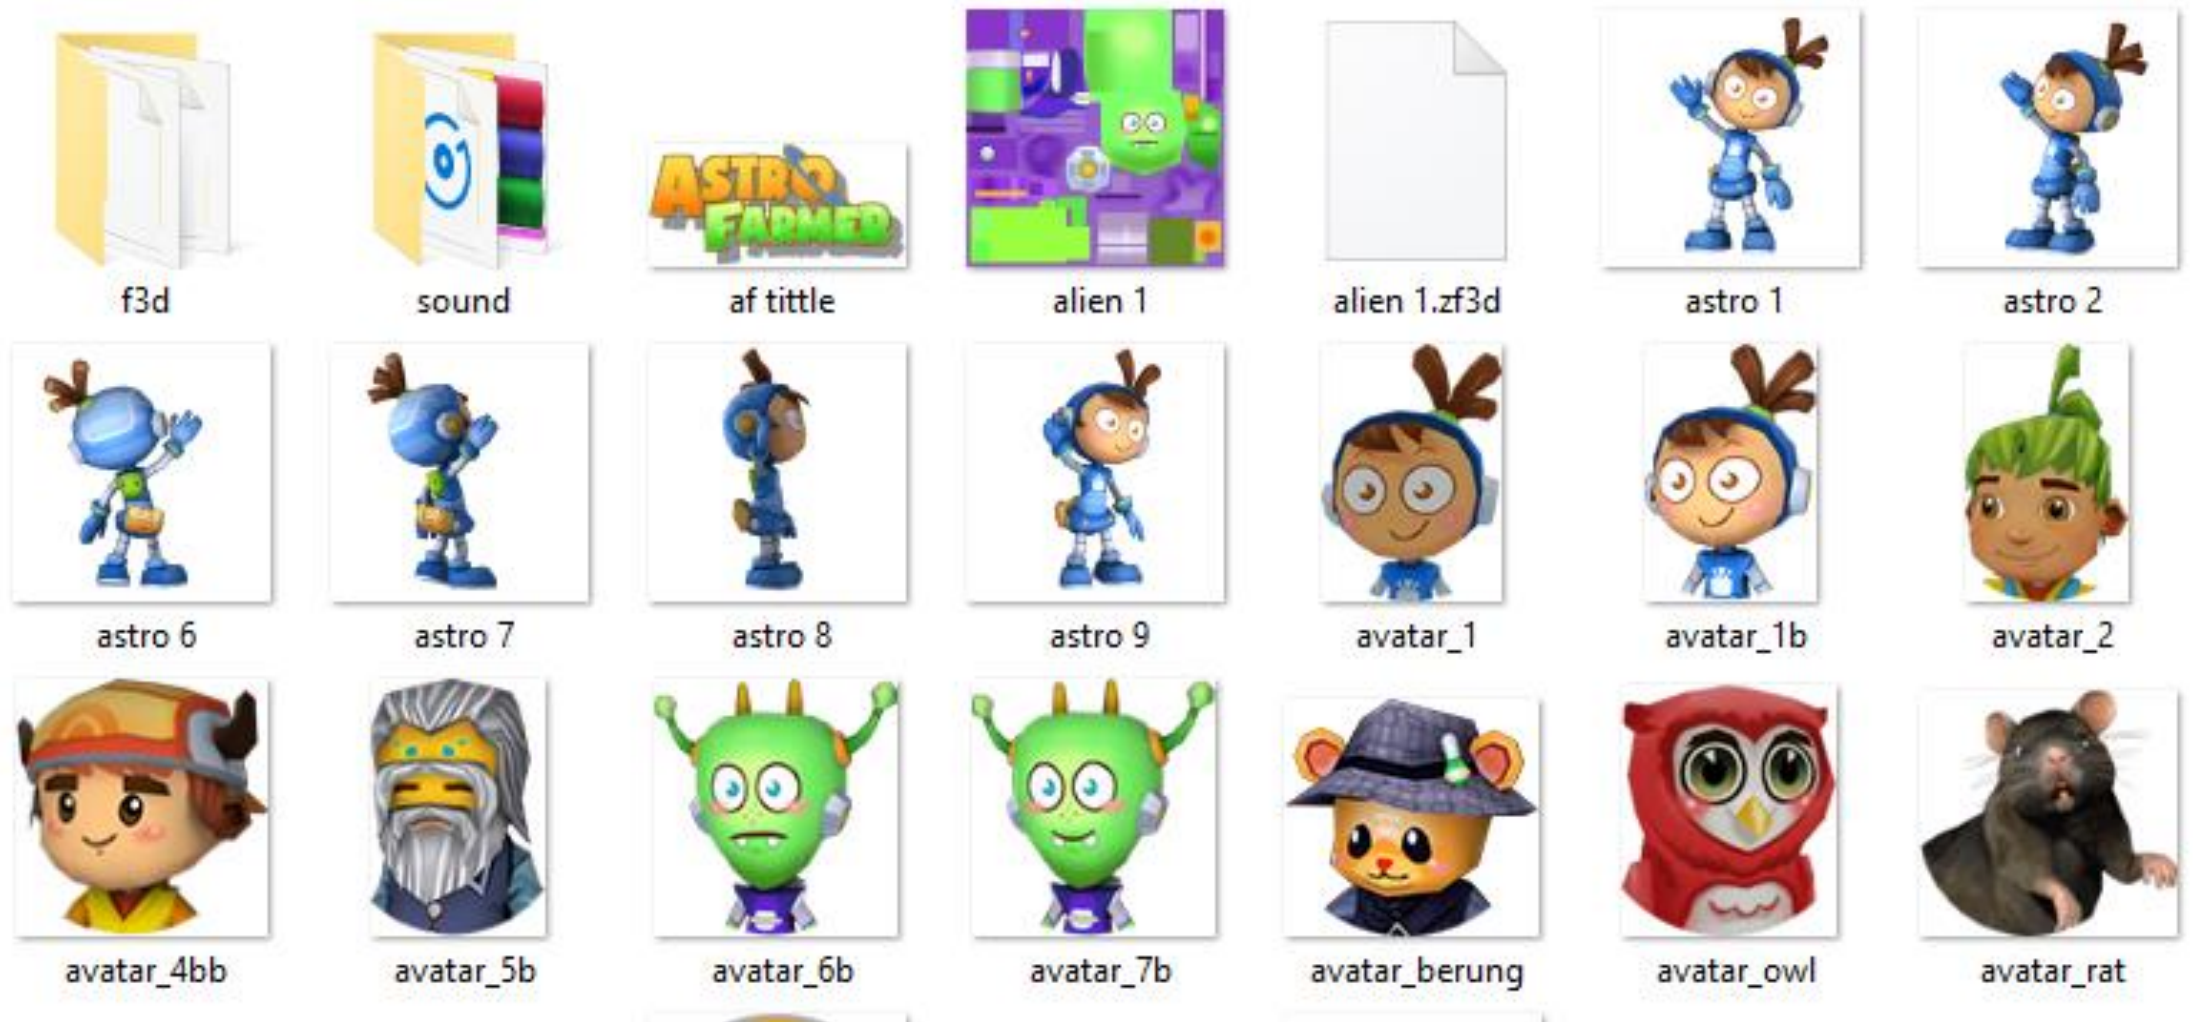 f3d
sound
ASTRO
FARMER
af tittle
alien 1
alien 1.zf3d
astro 1
astro 2
astro 6
astro 7
astro 8
astro 9
avatar_1
avatar_1b
avatar_2
avatar_4bb
avatar_5b
avatar_6b
avatar_7b
avatar_berung
avatar_owl
avatar_rat